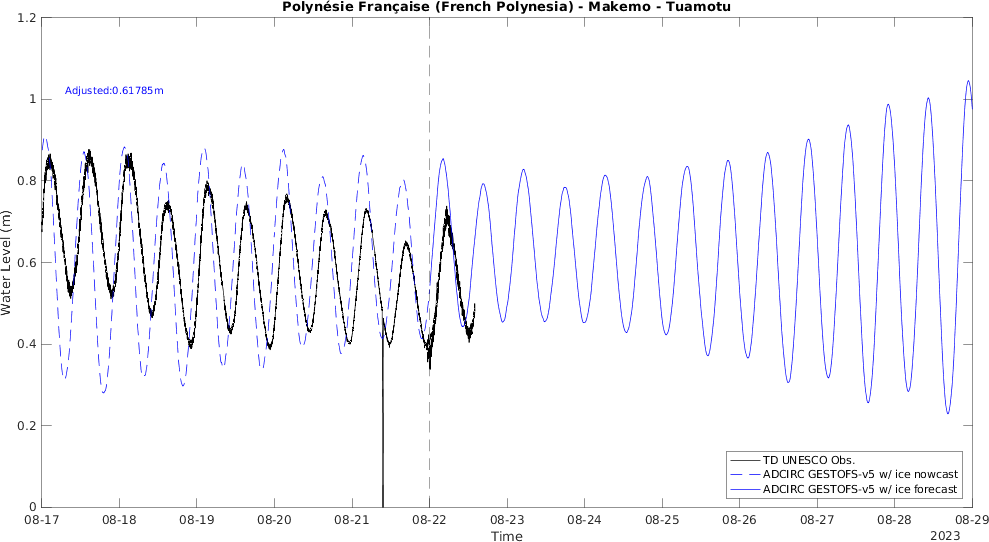 Polynésie Française (French Polynesia) - Makemo - Tuamotu
1.2
1
0.8
0.6
0.4
0.2
0
Water Level (m)
Adjusted:0.61785m
TD UNESCO Obs.
ADCIRC GESTOFS-v5 w/ ice nowcast
ADCIRC GESTOFS-v5 w/ ice forecast
08-17 08-18 08-19 08-20 08-21 08-22 08-23 08-24 08-25 08-26 08-27 08-28 08-29
Time
2023